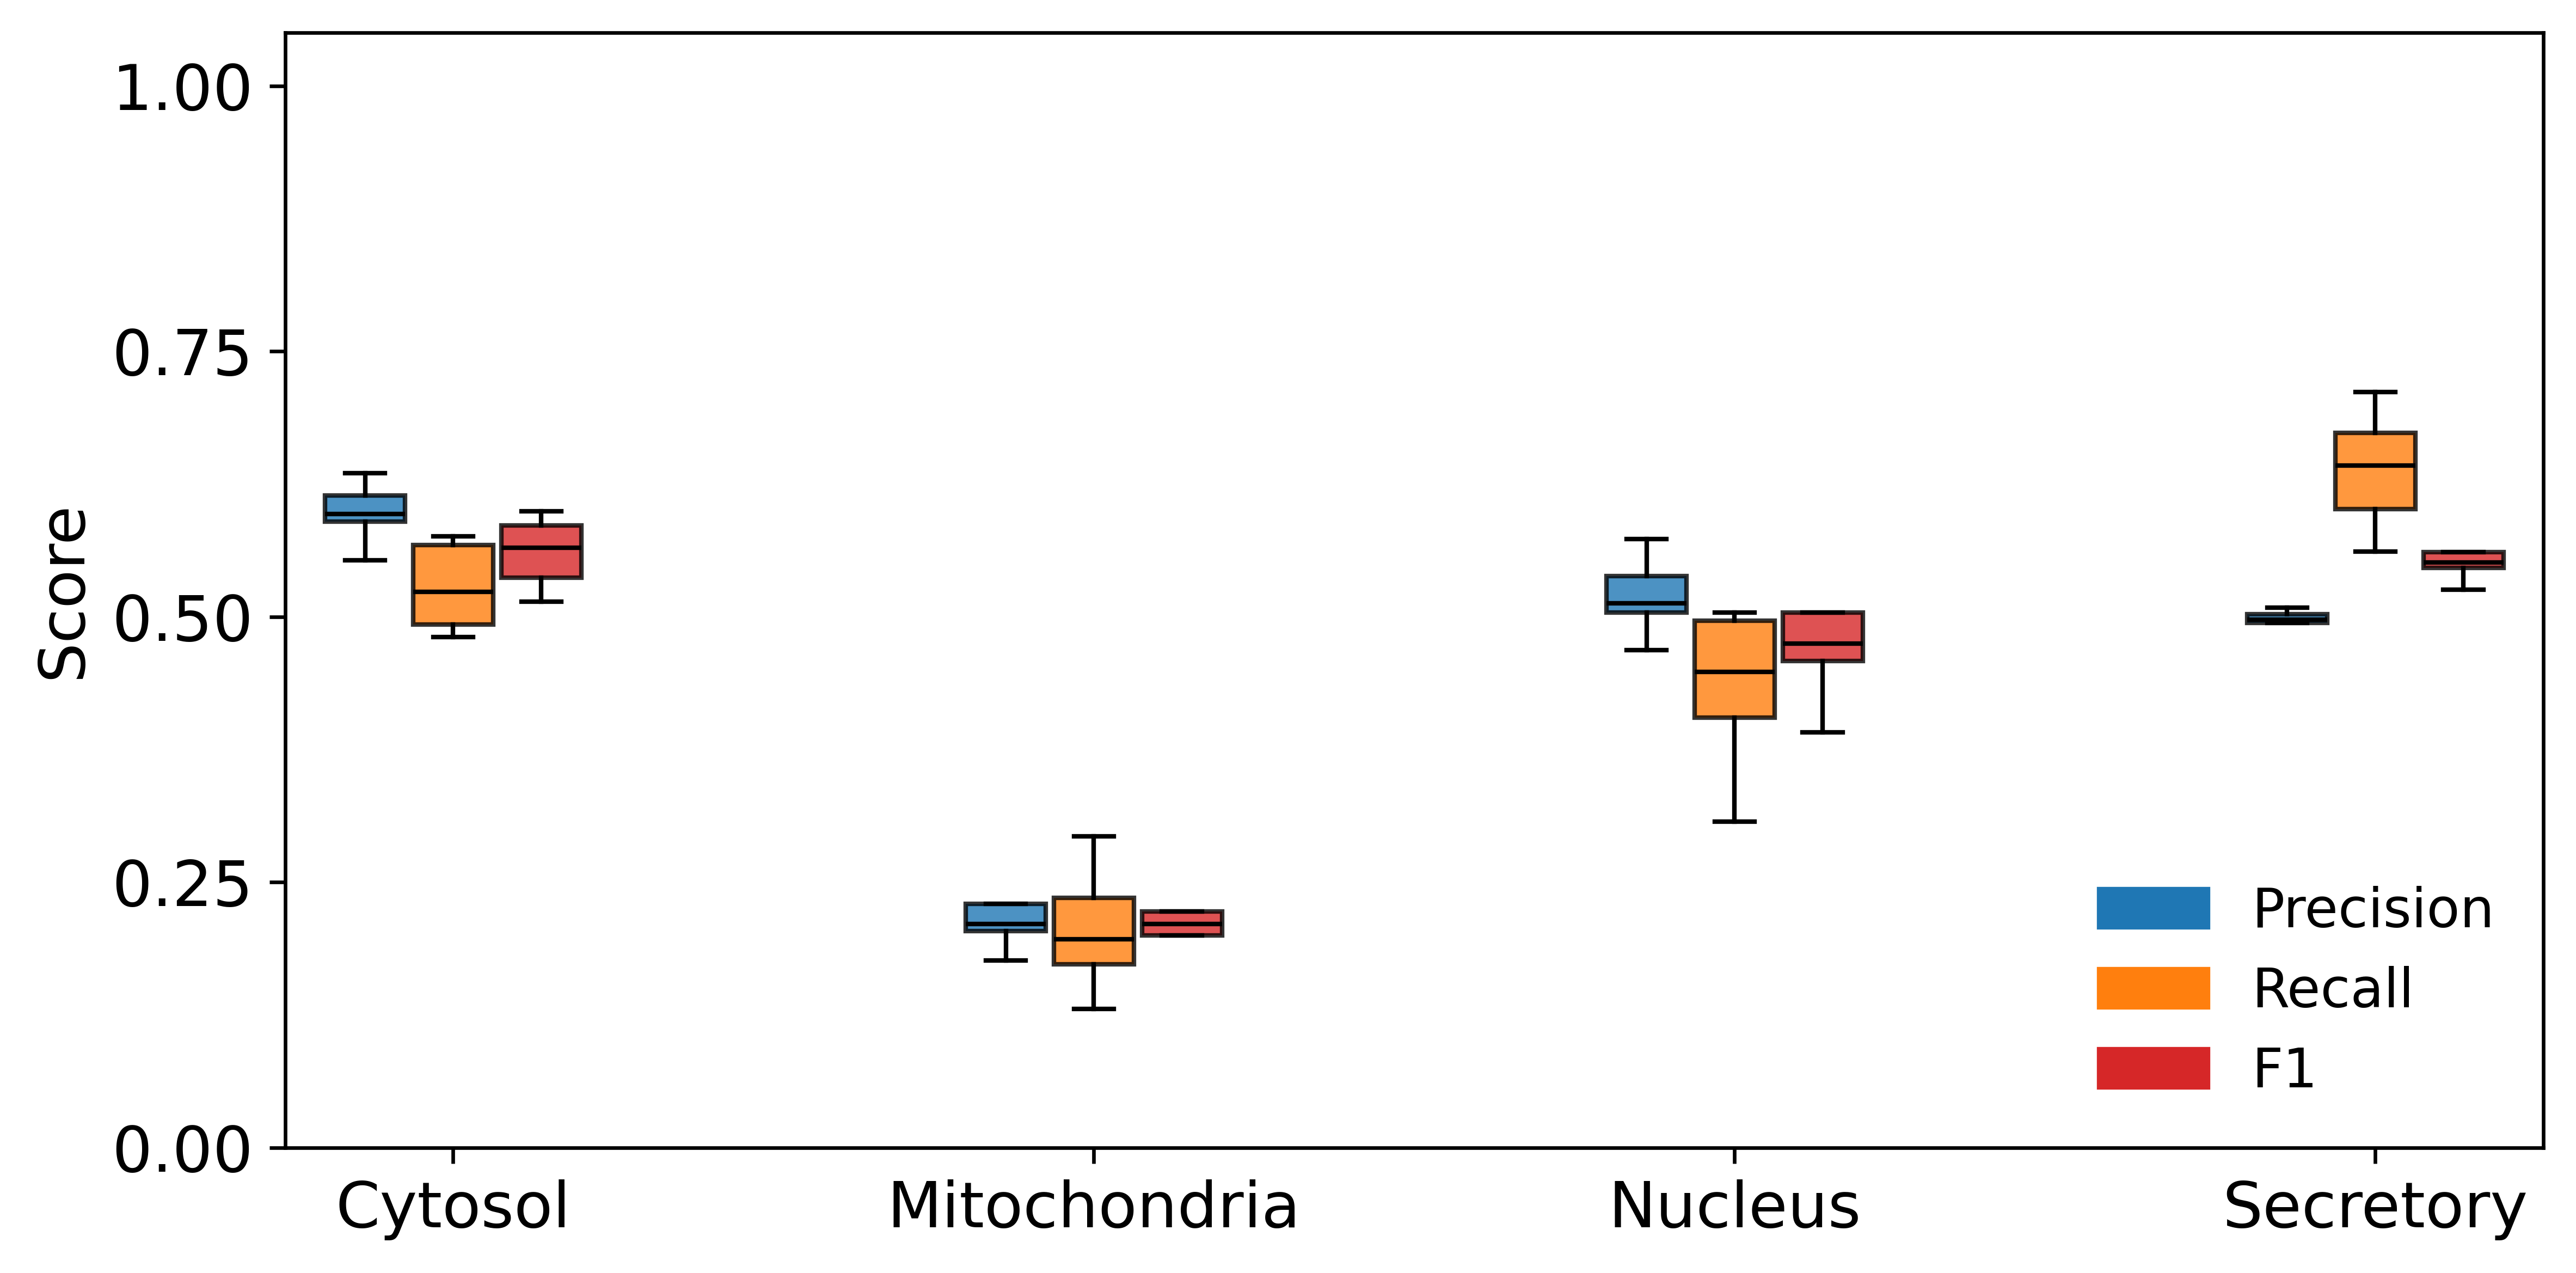 1.00
0.75
0.50
0.25
0.00
Score
Cytosol
Mitochondria
Nucleus
Secretory
Precision
Recall
F1